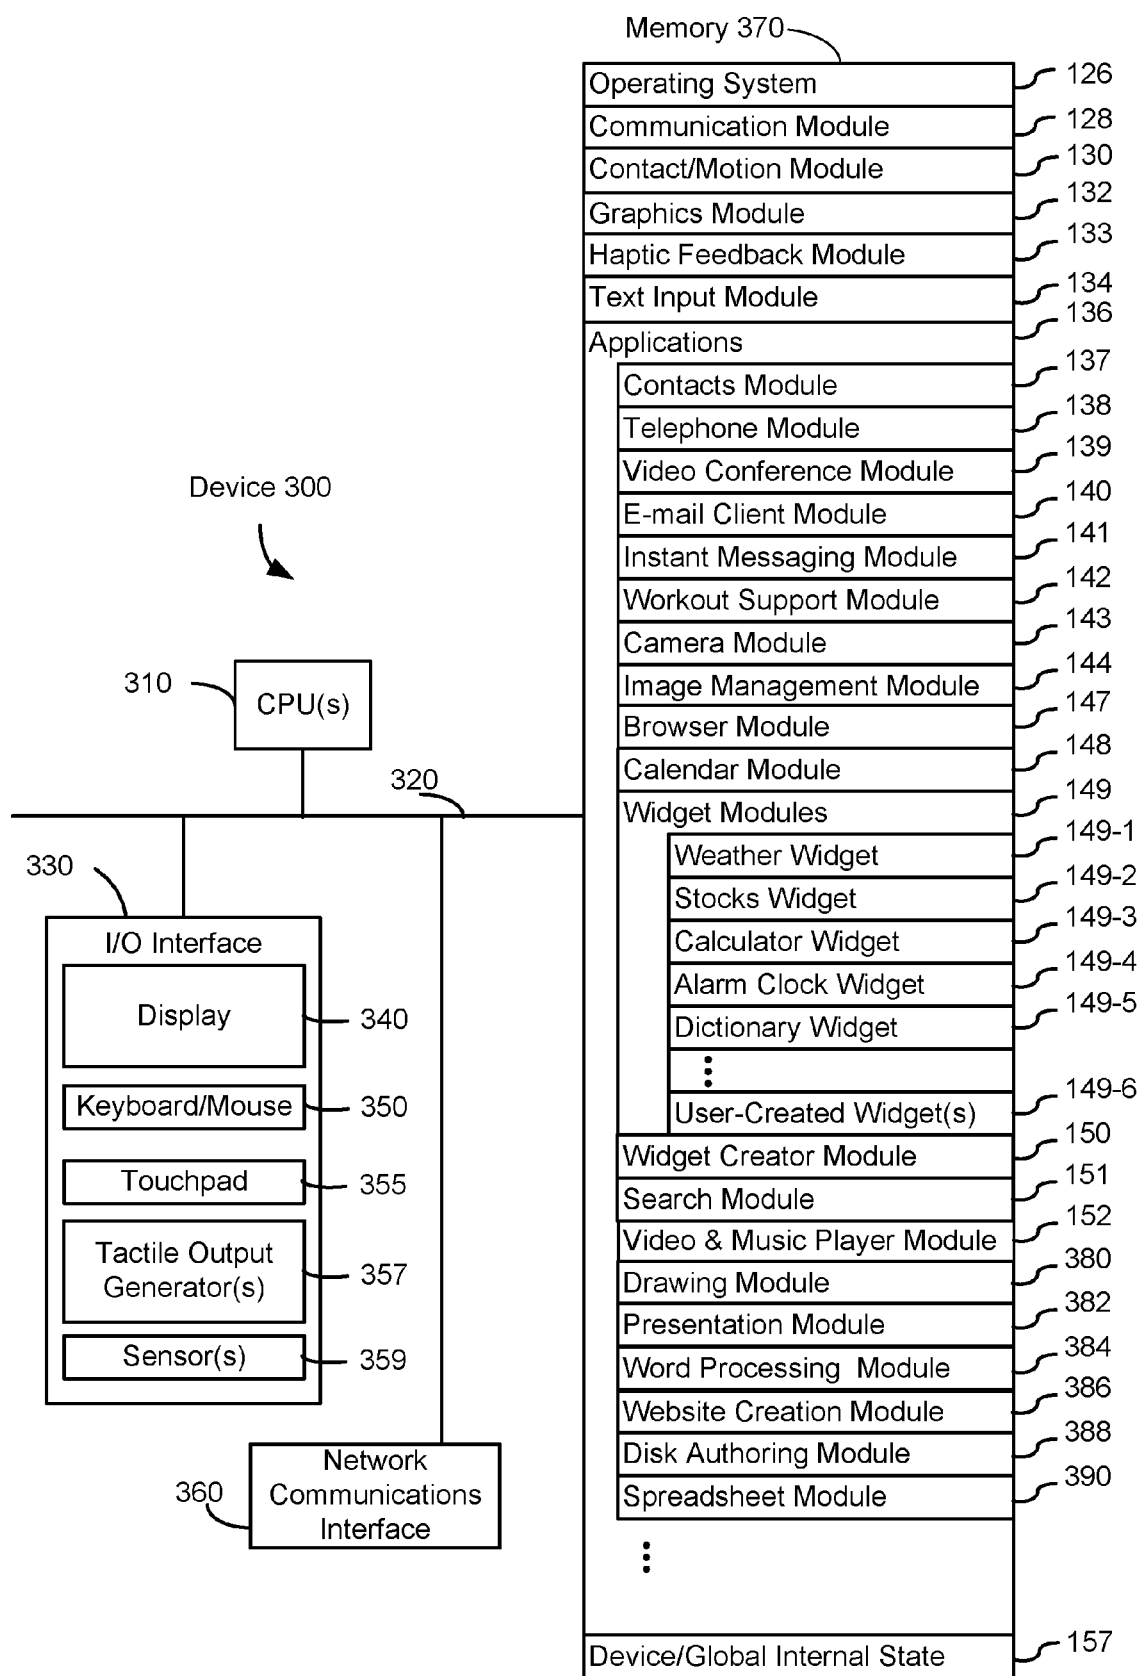 Memory 370
Operating System 126
Communication Module 128
Contact/Motion Module 130
Graphics Module 132
Haptic Feedback Module 133
Text Input Module 134
Applications 136
Contacts Module 137
Telephone Module 138
Video Conference Module 139
E-mail Client Module 140
Instant Messaging Module 141
Workout Support Module 142
Camera Module 143
Image Management Module 144
Browser Module 147
Calendar Module 148
Widget Modules 149
Weather Widget 149-1
Stocks Widget 149-2
Calculator Widget 149-3
Alarm Clock Widget 149-4
Dictionary Widget 149-5
User-Created Widget(s) 149-6
Widget Creator Module 150
Search Module 151
Video & Music Player Module 152
Drawing Module 380
Presentation Module 382
Word Processing Module 384
Website Creation Module 386
Disk Authoring Module 388
Spreadsheet Module 390
Device/Global Internal State 157
Device 300
310
CPU(s)
320
330
I/O Interface
Display 340
Keyboard/Mouse 350
Touchpad 355
Tactile Output
Generator(s) 357
Sensor(s) 359
360
Network
Communications
Interface